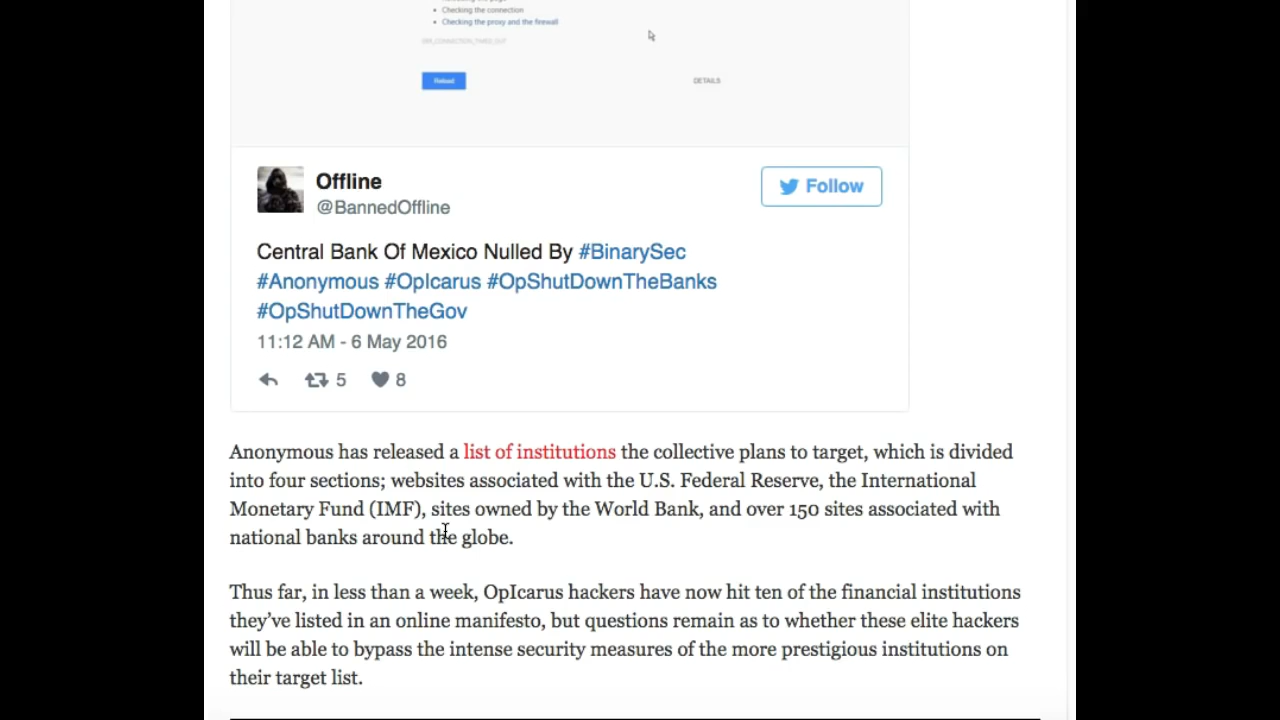 Checking the connection
Checking the proxy and the firewall
ERR_CONNECTION_TIMED_OUT
Reload
DETAILS
Offline
Follow
@BannedOffline
Central Bank Of Mexico Nulled By #BinarySec
#Anonymous #OpIcarus #OpShutDownTheBanks
#OpShutDownTheGov
11:12 AM - 6 May 2016
5
8
Anonymous has released a list of institutions the collective plans to target, which is divided
into four sections; websites associated with the U.S. Federal Reserve, the International
Monetary Fund (IMF), sites owned by the World Bank, and over 150 sites associated with
national banks around the globe.
Thus far, in less than a week, OpIcarus hackers have now hit ten of the financial institutions
they’ve listed in an online manifesto, but questions remain as to whether these elite hackers
will be able to bypass the intense security measures of the more prestigious institutions on
their target list.